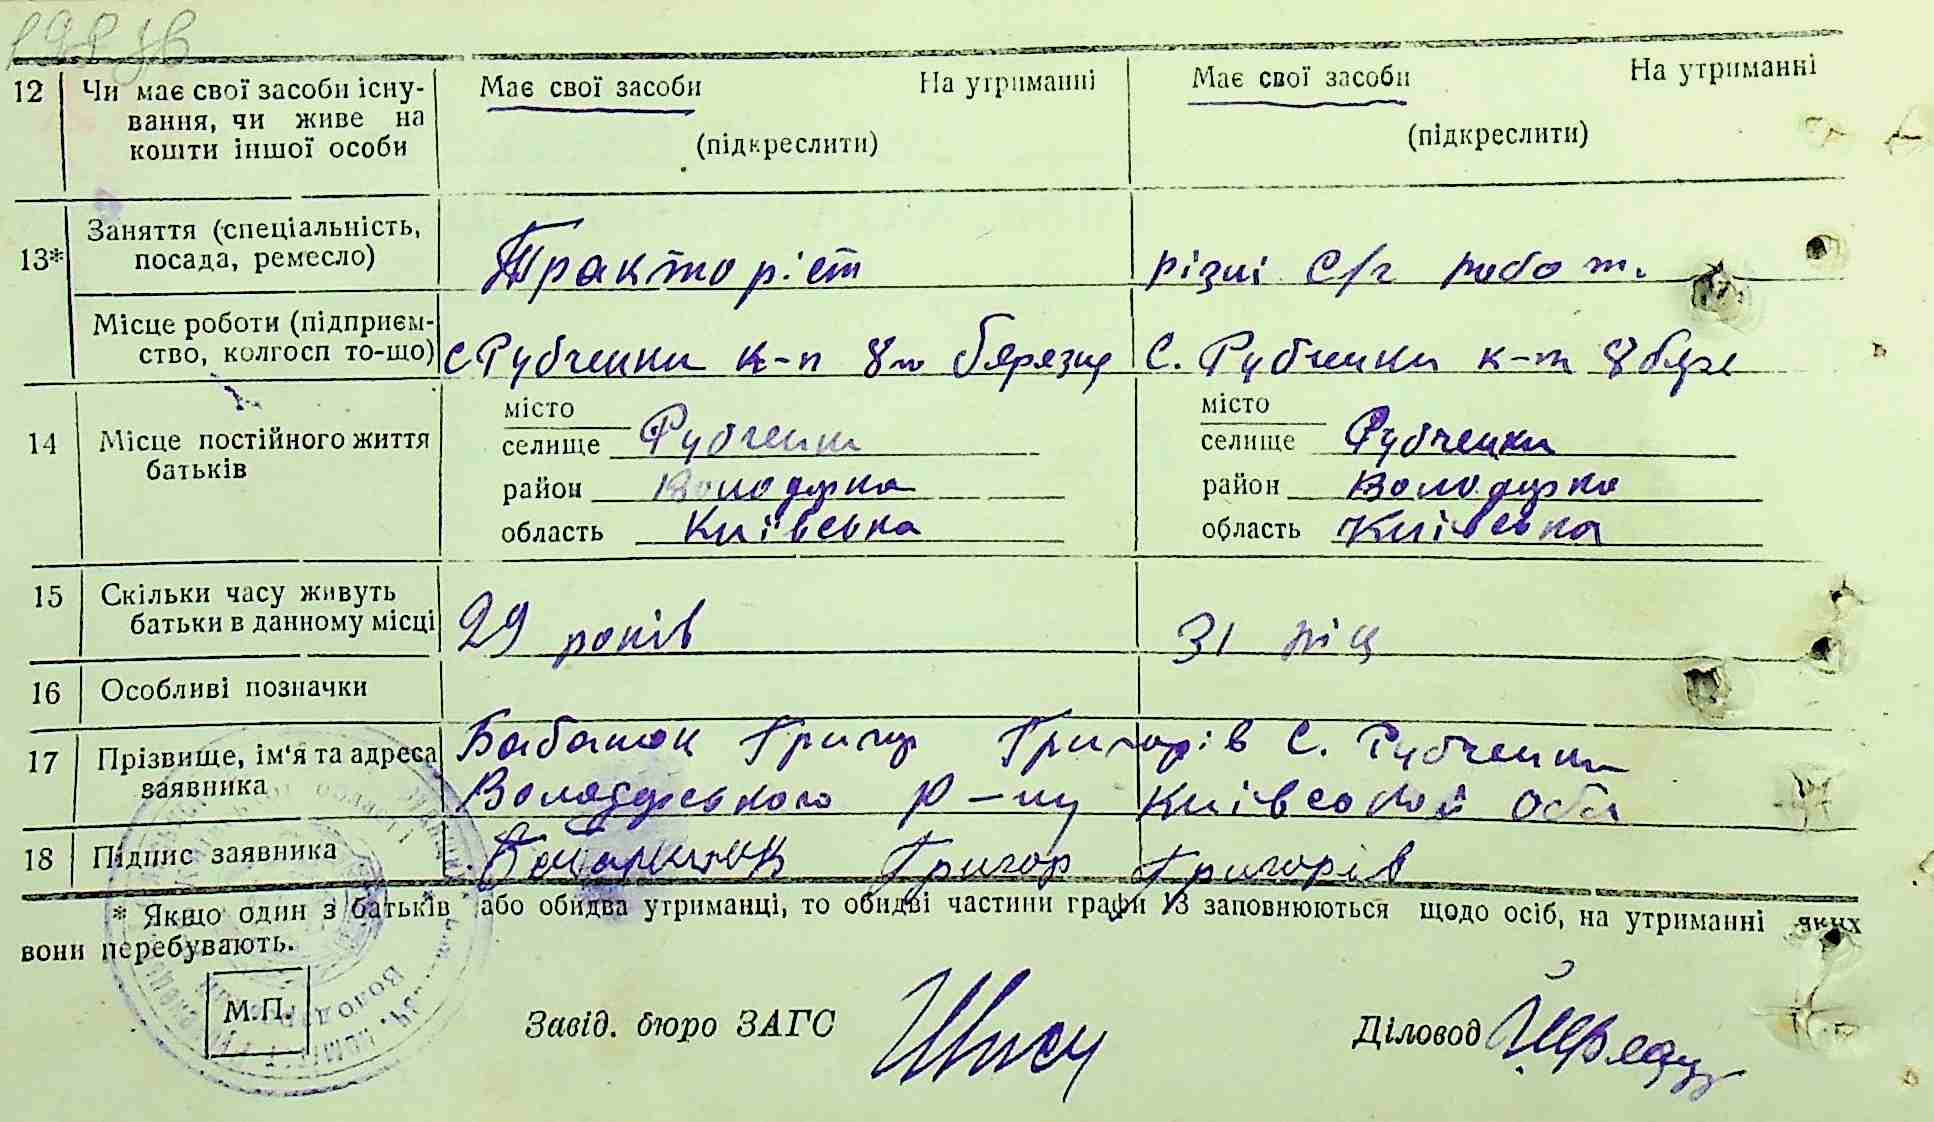 12 Чи має свої засоби існу-
вання, чи живе на
кошти іншої особи
Має свої засоби На утриманні
(підкреслити)
Має свої засоби На утриманні
(підкреслити)
13* Заняття (спеціальність,
посада, ремесло)
Тракторіст
різні с/г робот.
Місце роботи (підприєм-
ство, колгосп то-що)
с Рубченки к-п 8м бярязня
С. Рубченки к-т 8 бере
14 Місце постійного життя
батьків
місто
селище Рубченки
район Володарка
область Київська
місто
селище Рубченки
район Володарка
область Київська
15 Скільки часу живуть
батьки в данному місці
29 років
31 рік
16 Особливі позначки
17 Прізвище, ім'я та адреса
заявника
Григор Григорів С. Рубченки
Володарського р-ну Київської обл
18 Підпис заявника
Григор Григорів
* Якщо один з батьків або обидва утриманці, то обидві частини графи 13 заповнюються щодо осіб, на утриманні яких
вони перебувають.
М.П.
Завід. бюро ЗАГС
Діловод